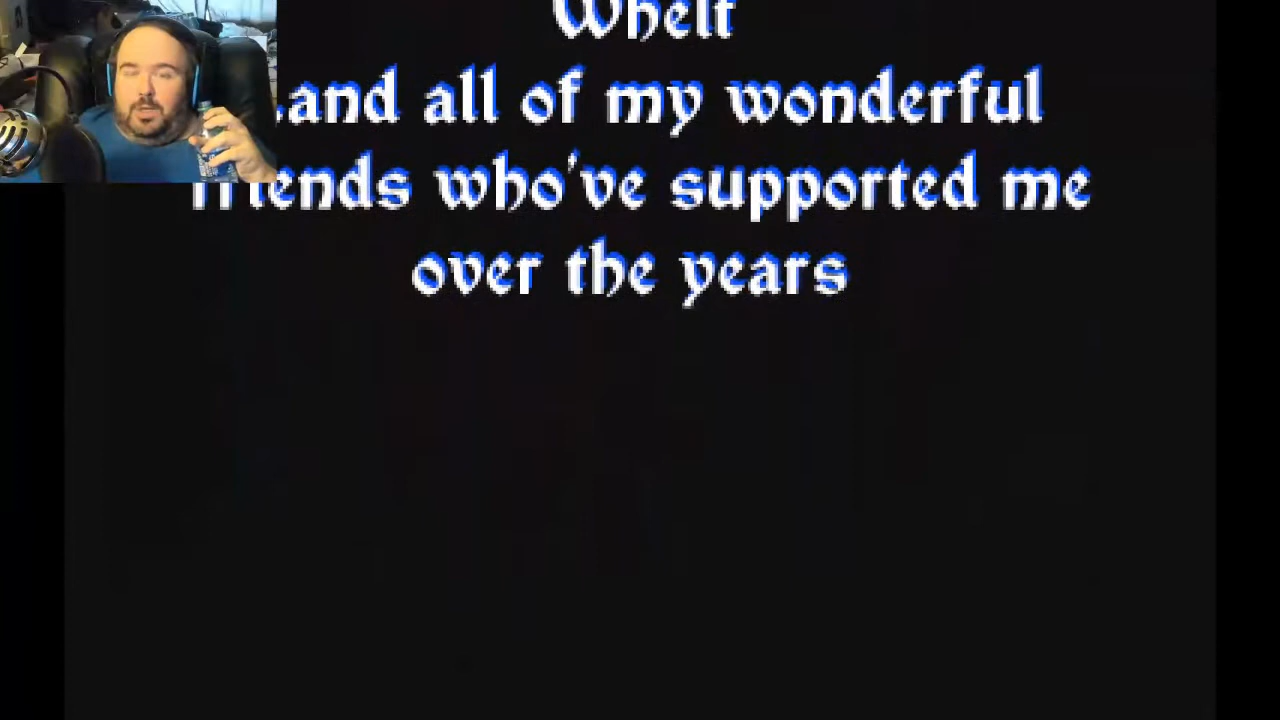 Whelt
.and all of my wonderful
friends who've supported me
over the years